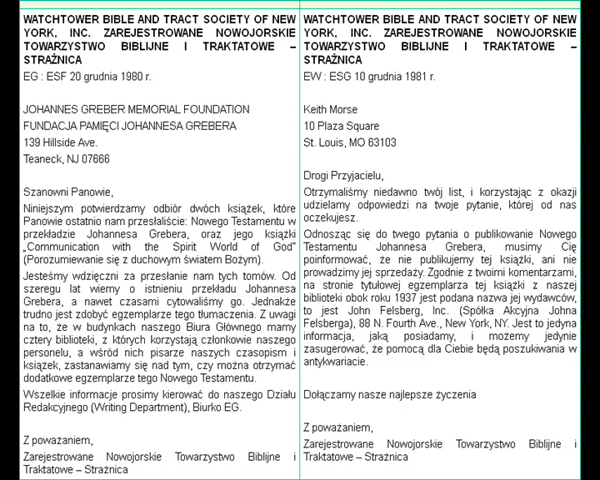 WATCHTOWER BIBLE AND TRACT SOCIETY OF NEW
YORK, INC. ZAREJESTROWANE NOWOJORSKE
TOWARZYSTWO BIBLIJNE I TRAKTATOWE –
STRAŻNICA
EG : ESF 20 grudnia 1980 r.
JOHANNES GREBER MEMORIAL FOUNDATION
FUNDACJA PAMIĘCI JOHANNESA GREBERA
139 Hillside Ave.
Teaneck, NJ 07666
Szanowni Panowie,
Niniejszym potwierdzamy odbiór dwóch książek, które
Panowie ostatnio nam przesłaliście: Nowego Testamentu w
przekładzie Johannesa Grebera, oraz jego książki
„Communication with the Spirit World of God”
(Porozumiewanie się z duchowym światem Bożym).
Jesteśmy wdzięczni za przesłanie nam tych tomów. Od
szeregu lat wiemy o istnieniu przekładu Johannesa
Grebera, a nawet czasami cytowaliśmy go. Jednakże
trudno jest zdobyć egzemplarze tego tłumaczenia. Z uwagi
na to, że w budynkach naszego Biura Głównego mamy
cztery biblioteki, z których korzystają członkowie naszego
personelu, a wśród nich pisarze naszych czasopism i
książek, zastanawiamy się nad tym, czy można otrzymać
dodatkowe egzemplarze tego Nowego Testamentu.
Wszelkie informacje prosimy kierować do naszego Działu
Redakcyjnego (Writing Department), Biurko EG.
Z poważaniem,
Zarejestrowane Nowojorskie Towarzystwo Biblijne i
Traktatowe – Strażnica
WATCHTOWER BIBLE AND TRACT SOCIETY OF NEW
YORK, INC. ZAREJESTROWANE NOWOJORSKIE
TOWARZYSTWO BIBLIJNE I TRAKTATOWE –
STRAŻNICA
EW : ESG 10 grudnia 1981 r.
Keith Morse
10 Plaza Square
St. Louis, MO 63103
Drogi Przyjacielu,
Otrzymaliśmy niedawno twój list, i korzystając z okazji
udzielamy odpowiedzi na twoje pytanie, której od nas
oczekujesz.
Odnosząc się do twego pytania o publikowanie Nowego
Testamentu Johannesa Grebera, musimy Cię
poinformować, że nie publikujemy tej książki, ani nie
prowadzimy jej sprzedaży. Zgodnie z twoimi komentarzami,
na stronie tytułowej egzemplarza tej książki z naszej
biblioteki obok roku 1937 jest podana nazwa jej wydawców,
to jest John Felsberg, Inc. (Spółka Akcyjna Johna
Felsberga), 88 N. Fourth Ave., New York, NY. Jest to jedyna
informacja, jaką posiadamy, i możemy jedynie
zasugerować, że pomocą dla Ciebie będą poszukiwania w
antykwariacie.
Dołączamy nasze najlepsze życzenia
Z poważaniem,
Zarejestrowane Nowojorskie Towarzystwo Biblijne i
Traktatowe – Strażnica